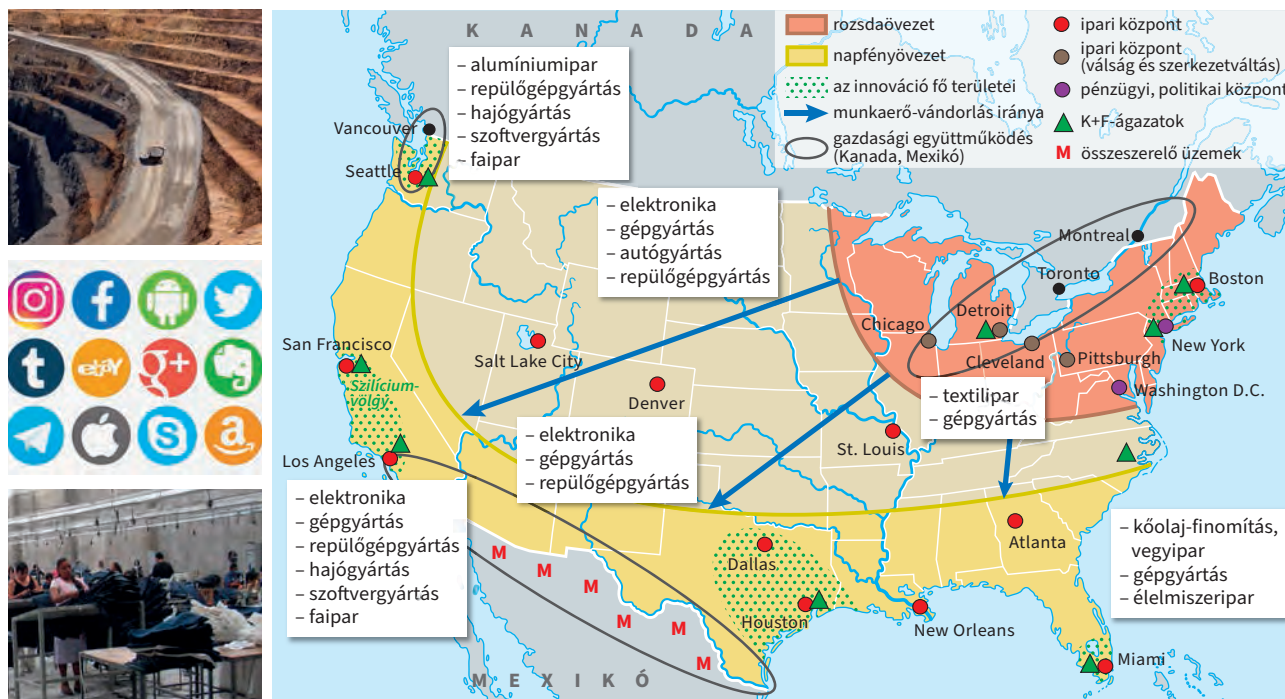 KANADA
– alumíniumipar
– repülőgépgyártás
– hajógyártás
– szoftvergyártás
– faipar
rozsdaövezet
napfényövezet
az innováció fő területei
munkaerő-vándorlás iránya
gazdasági együttműködés
(Kanada, Mexikó)
ipari központ
ipari központ
(válság és szerkezetváltás)
pénzügyi, politikai központ
K+F-ágazatok
M összeszerelő üzemek
Vancouver
Seattle
– elektronika
– gépgyártás
– autógyártás
– repülőgépgyártás
Montreal
Toronto
Boston
Detroit
Chicago
Cleveland
New York
Pittsburgh
Washington D.C.
ebay
g+
San Francisco
Szilícium-
völgy
Salt Lake City
Denver
– textilipar
– gépgyártás
St. Louis
– elektronika
– gépgyártás
– repülőgépgyártás
Los Angeles
– elektronika
– gépgyártás
– repülőgépgyártás
– hajógyártás
– szoftvergyártás
– faipar
M
M
M
M
M
M
Dallas
Houston
Atlanta
New Orleans
– kőolaj-finomítás,
vegyipar
– gépgyártás
– élelmiszeripar
Miami
MEXIKÓ